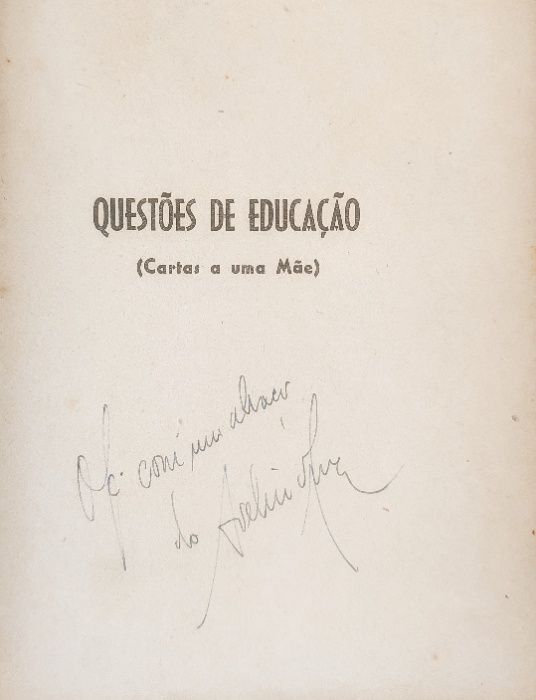 QUESTÕES DE EDUCAÇÃO
(Cartas a uma Mãe)
Of. com um abraço
do